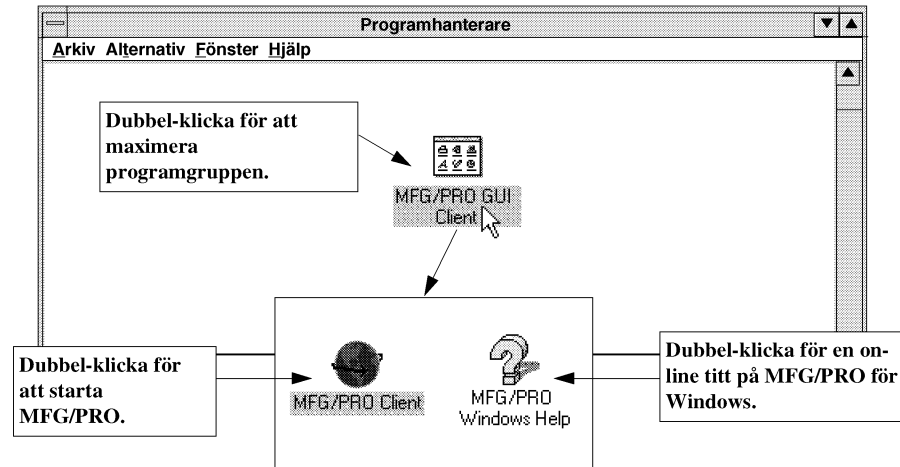 Programhanterare
Arkiv Alternativ Fönster Hjälp
Dubbel-klicka för att
maximera
programgruppen.
MFG/PRO GUI
Client
Dubbel-klicka för
att starta
MFG/PRO.
MFG/PRO Client
MFG/PRO
Windows Help
Dubbel-klicka för en on-
line titt på MFG/PRO för
Windows.